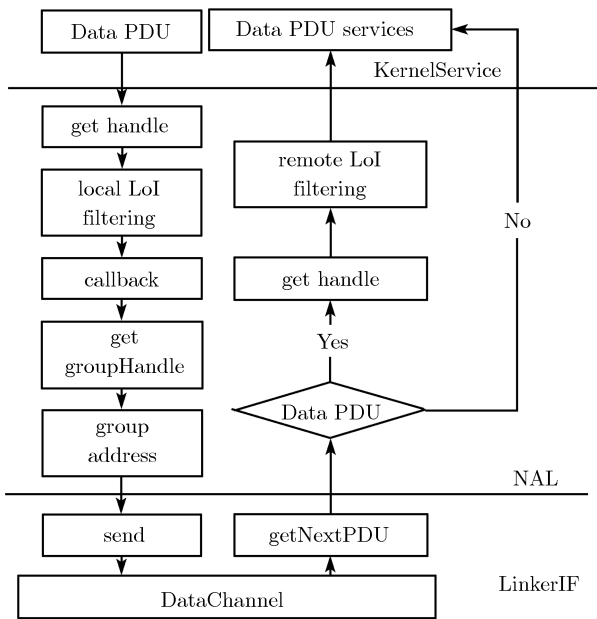 Data PDU
Data PDU services
KernelService
get handle
local LoI
filtering
callback
get
groupHandle
group
address
remote LoI
filtering
get handle
Yes
Data PDU
No
NAL
send
getNextPDU
DataChannel
LinkerIF